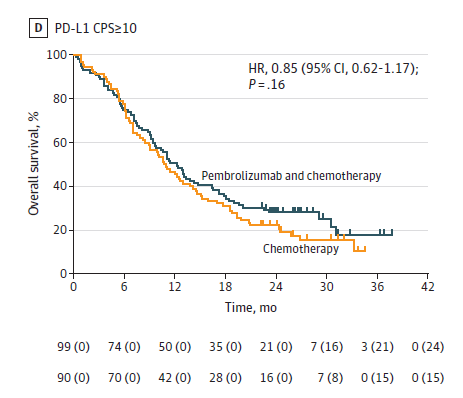 D PD-L1 CPS≥10
HR, 0.85 (95% CI, 0.62-1.17);
P=.16
100
80
60
40
20
0
Overall survival, %
Pembrolizumab and chemotherapy
Chemotherapy
0 6 12 18 24 30 36 42
Time, mo
99 (0) 74 (0) 50 (0) 35 (0) 21 (0) 7 (16) 3 (21) 0 (24)
90 (0) 70 (0) 42 (0) 28 (0) 16 (0) 7 (8) 0 (15) 0 (15)